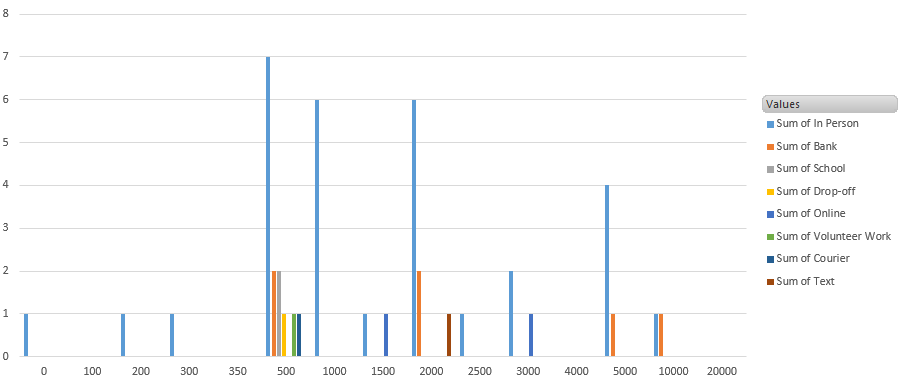 8
7
6
5
4
3
2
1
0
0 100 200 300 350 500 1000 1500 2000 2500 3000 4000 5000 10000 20000
Values
Sum of In Person
Sum of Bank
Sum of School
Sum of Drop-off
Sum of Online
Sum of Volunteer Work
Sum of Courier
Sum of Text